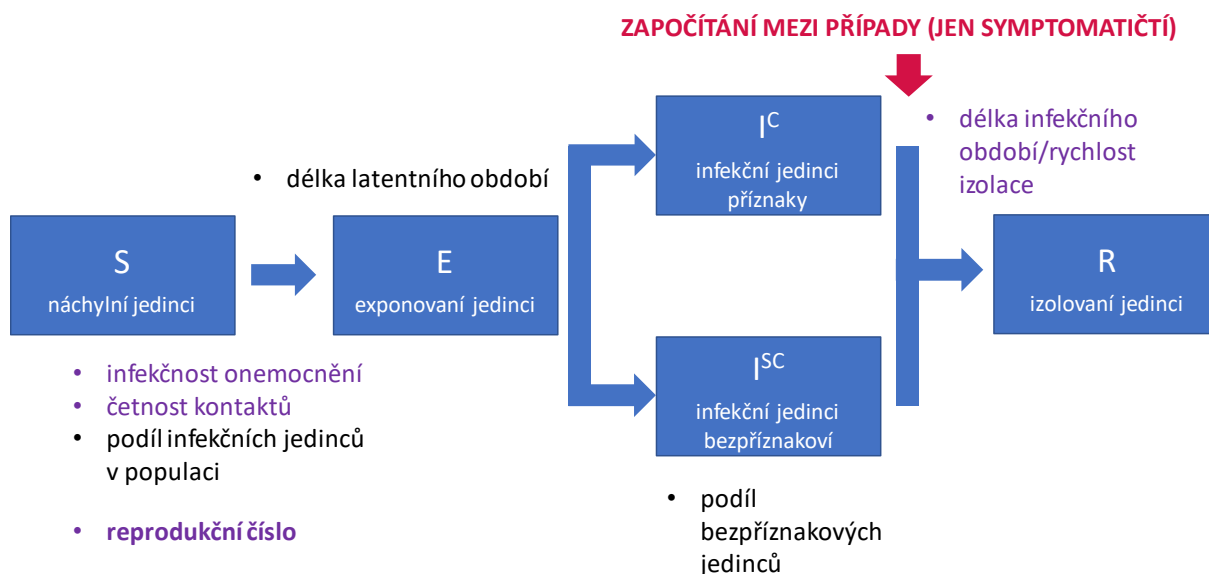 ZAPOČÍTÁNÍ MEZI PŘÍPADY (JEN SYMPTOMATIČTÍ)
I^C
infekční jedinci
příznaky
• délka infekčního
období/rychlost
izolace
• délka latentního období
S
náchylní jedinci
E
exponovaní jedinci
R
izolovaní jedinci
I^SC
infekční jedinci
bezpříznakoví
• infekčnost onemocnění
• četnost kontaktů
• podíl infekčních jedinců
v populaci
• reprodukční číslo
• podíl
bezpříznakových
jedinců